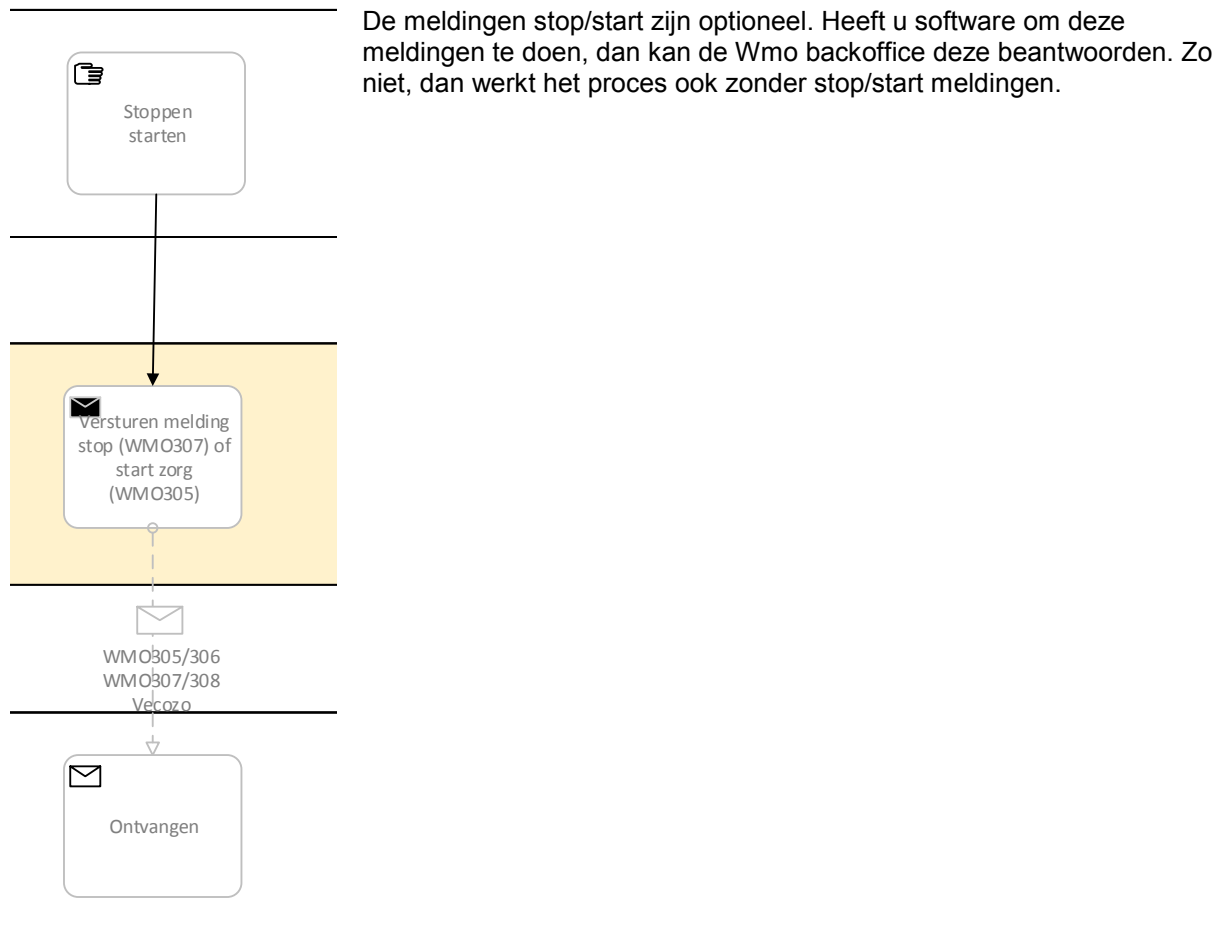 De meldingen stop/start zijn optioneel. Heeft u software om deze
meldingen te doen, dan kan de Wmo backoffice deze beantwoorden. Zo
niet, dan werkt het proces ook zonder stop/start meldingen.
Stoppen
starten
Versturen melding
stop (WMO307) of
start zorg
(WMO305)
WMO305/306
WMO307/308
Vecozo
Ontvangen